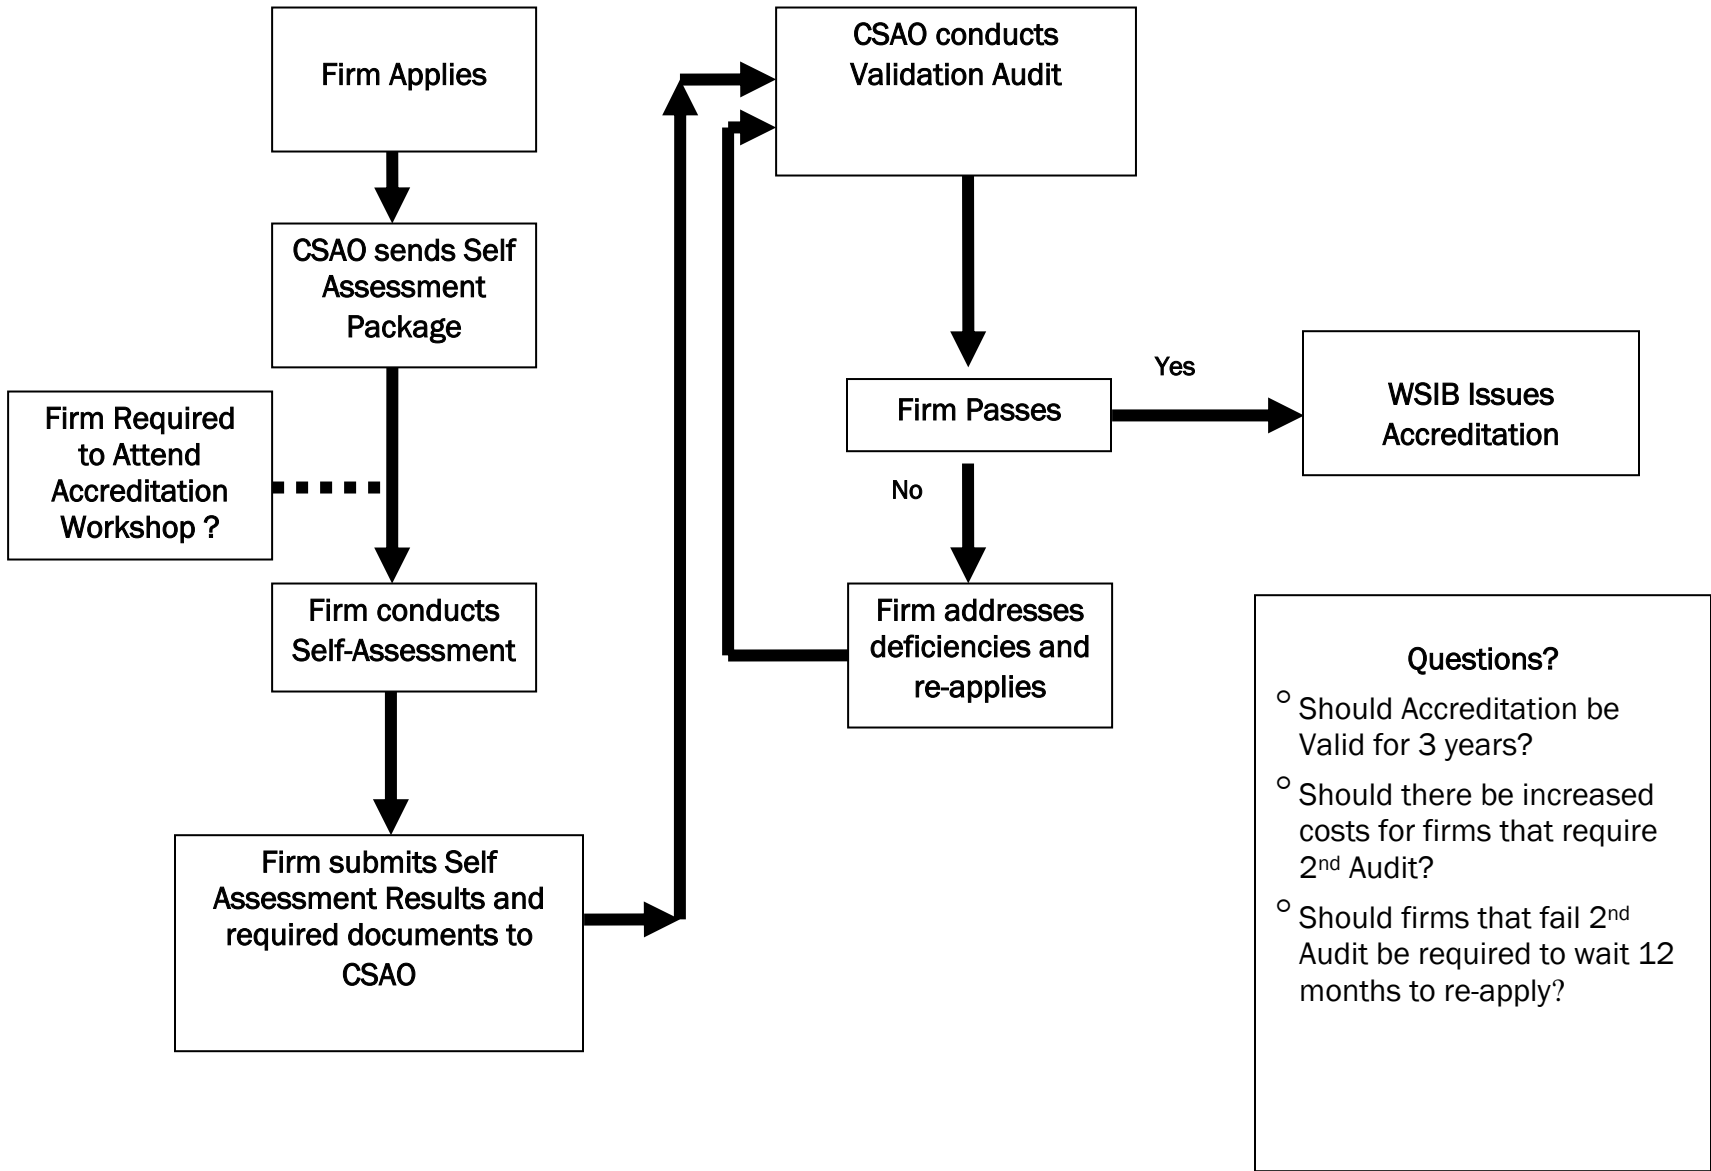 Firm Applies
CSAO sends Self
Assessment
Package
Firm Required
to Attend
Accreditation
Workshop ?
Firm conducts
Self-Assessment
Firm submits Self
Assessment Results and
required documents to
CSAO
CSAO conducts
Validation Audit
Firm Passes
Yes
WSIB Issues
Accreditation
No
Firm addresses
deficiencies and
re-applies
Questions?
° Should Accreditation be
Valid for 3 years?
° Should there be increased
costs for firms that require
2nd Audit?
° Should firms that fail 2nd
Audit be required to wait 12
months to re-apply?